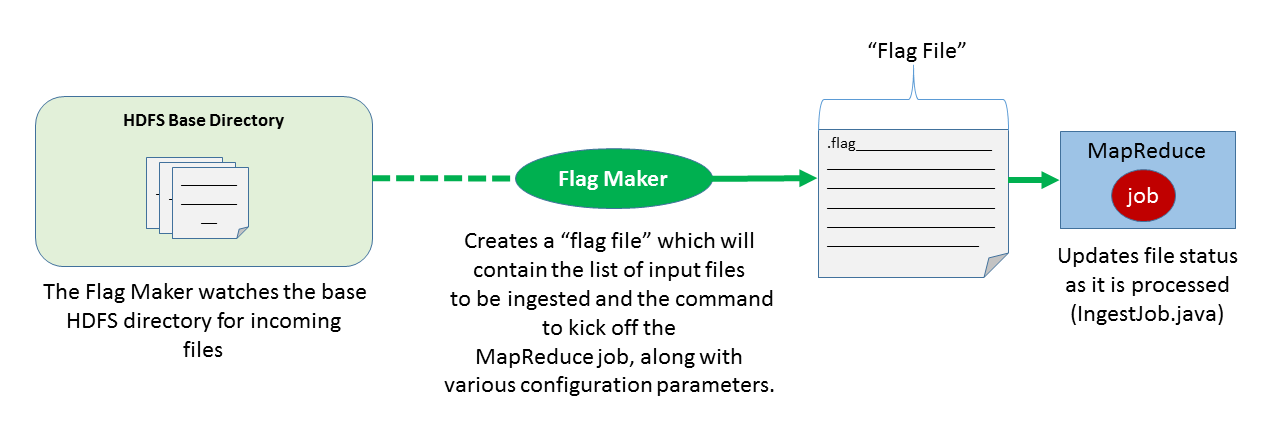 HDFS Base Directory
The Flag Maker watches the base
HDFS directory for incoming
files
Flag Maker
Creates a “flag file” which will
contain the list of input files
to be ingested and the command
to kick off the
MapReduce job, along with
various configuration parameters.
“Flag File”
.flag
MapReduce
job
Updates file status
as it is processed
(IngestJob.java)